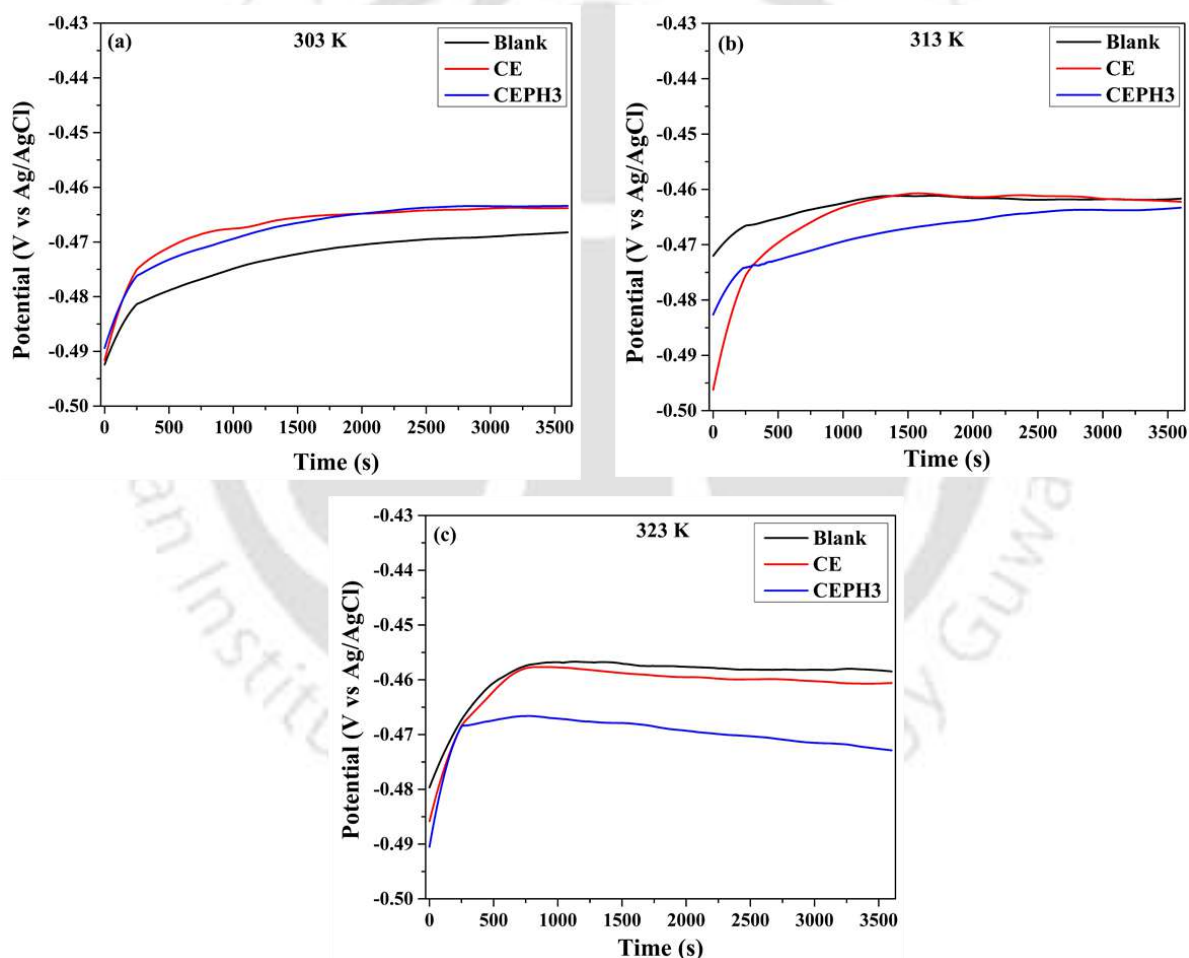 (a)
303 K
Blank
CE
CEPH3
-0.43
-0.44
-0.45
-0.46
-0.47
-0.48
-0.49
-0.50
Potential (V vs Ag/AgCl)
0 500 1000 1500 2000 2500 3000 3500
Time (s)
(b)
313 K
Blank
CE
CEPH3
-0.43
-0.44
-0.45
-0.46
-0.47
-0.48
-0.49
-0.50
Potential (V vs Ag/AgCl)
0 500 1000 1500 2000 2500 3000 3500
Time (s)
(c)
323 K
Blank
CE
CEPH3
-0.43
-0.44
-0.45
-0.46
-0.47
-0.48
-0.49
-0.50
Potential (V vs Ag/AgCl)
0 500 1000 1500 2000 2500 3000 3500
Time (s)